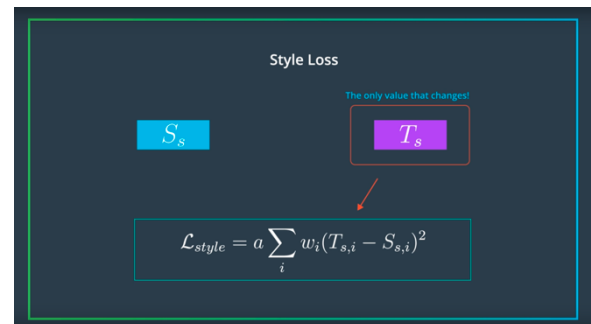 Style Loss
The only value that changes!
S_s
T_s
\mathcal{L}_{style} = a \sum_i w_i (T_{s,i} - S_{s,i})^2